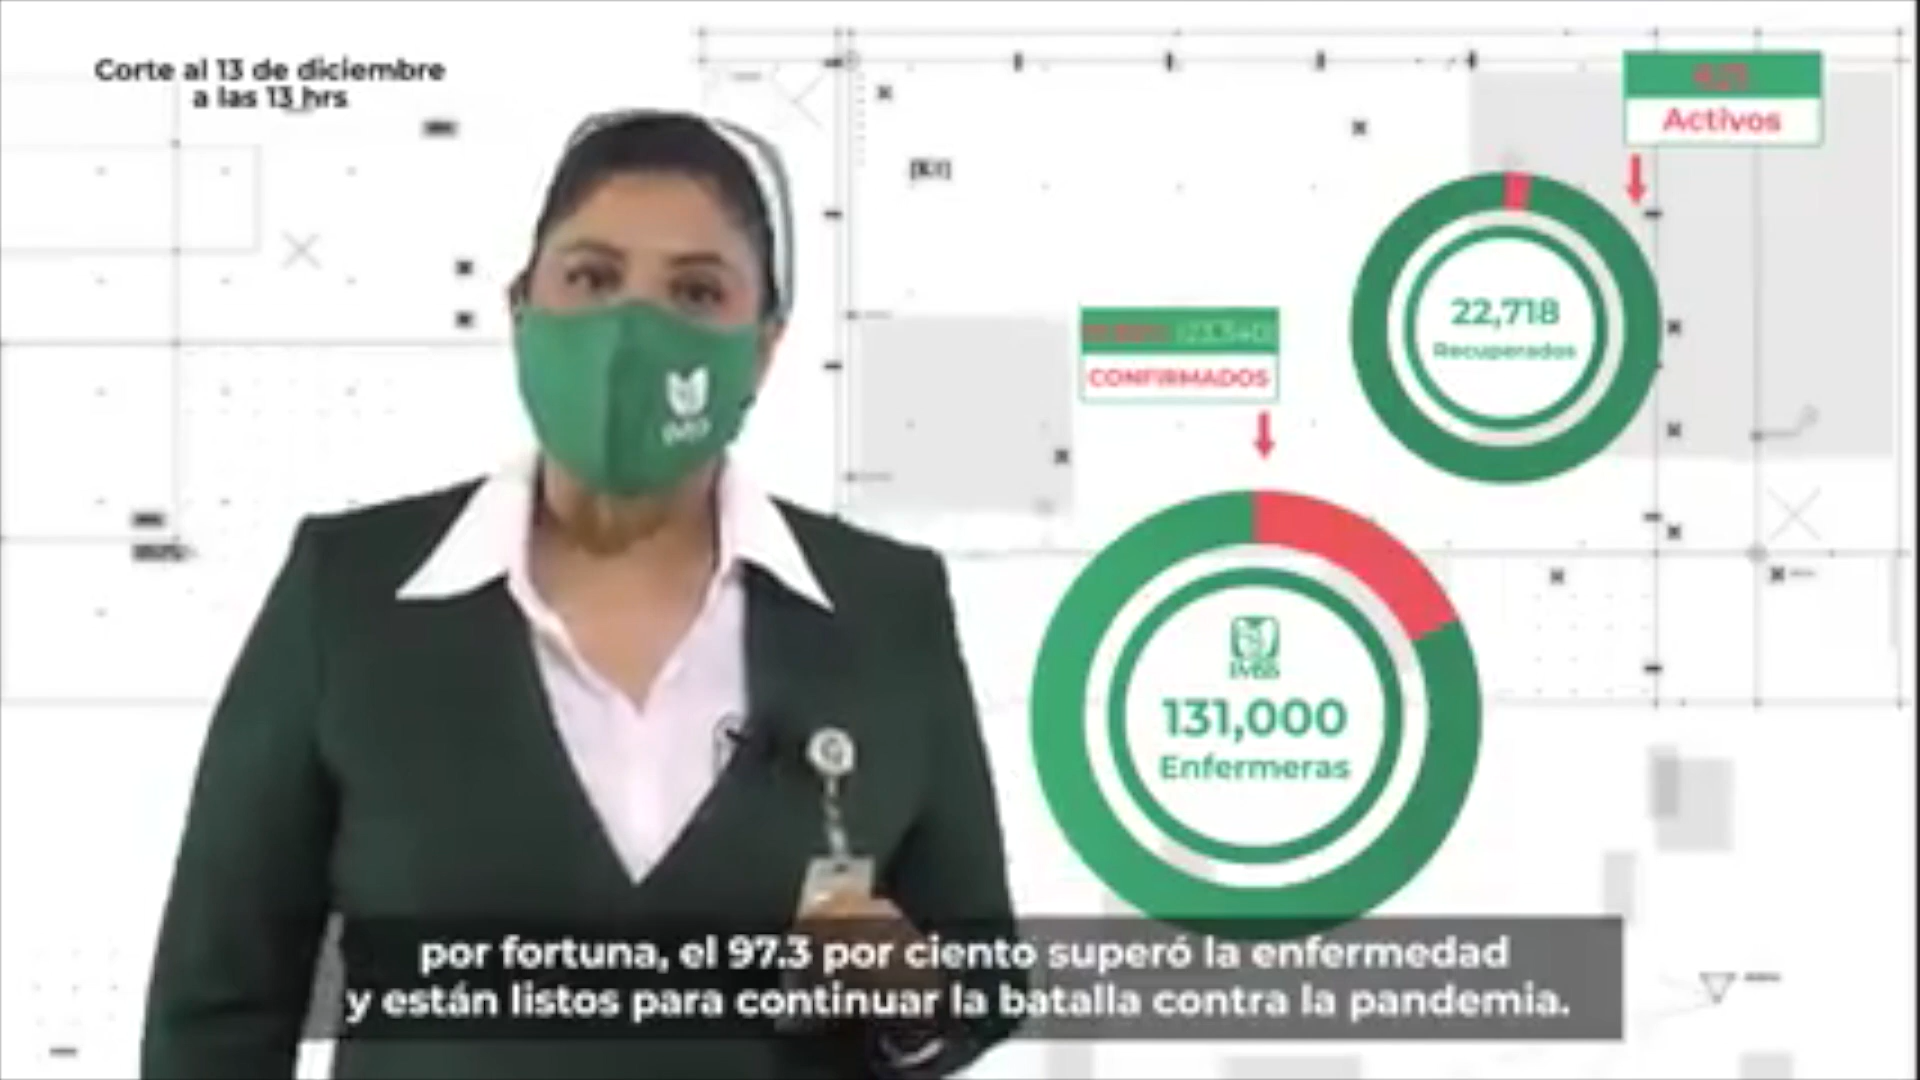 Corte al 13 de diciembre
a las 13 hrs
Activos
22,718
Recuperados
CONFIRMADOS
IMSS
131,000
Enfermeras
por fortuna, el 97.3 por ciento superó la enfermedad
y están listos para continuar la batalla contra la pandemia.